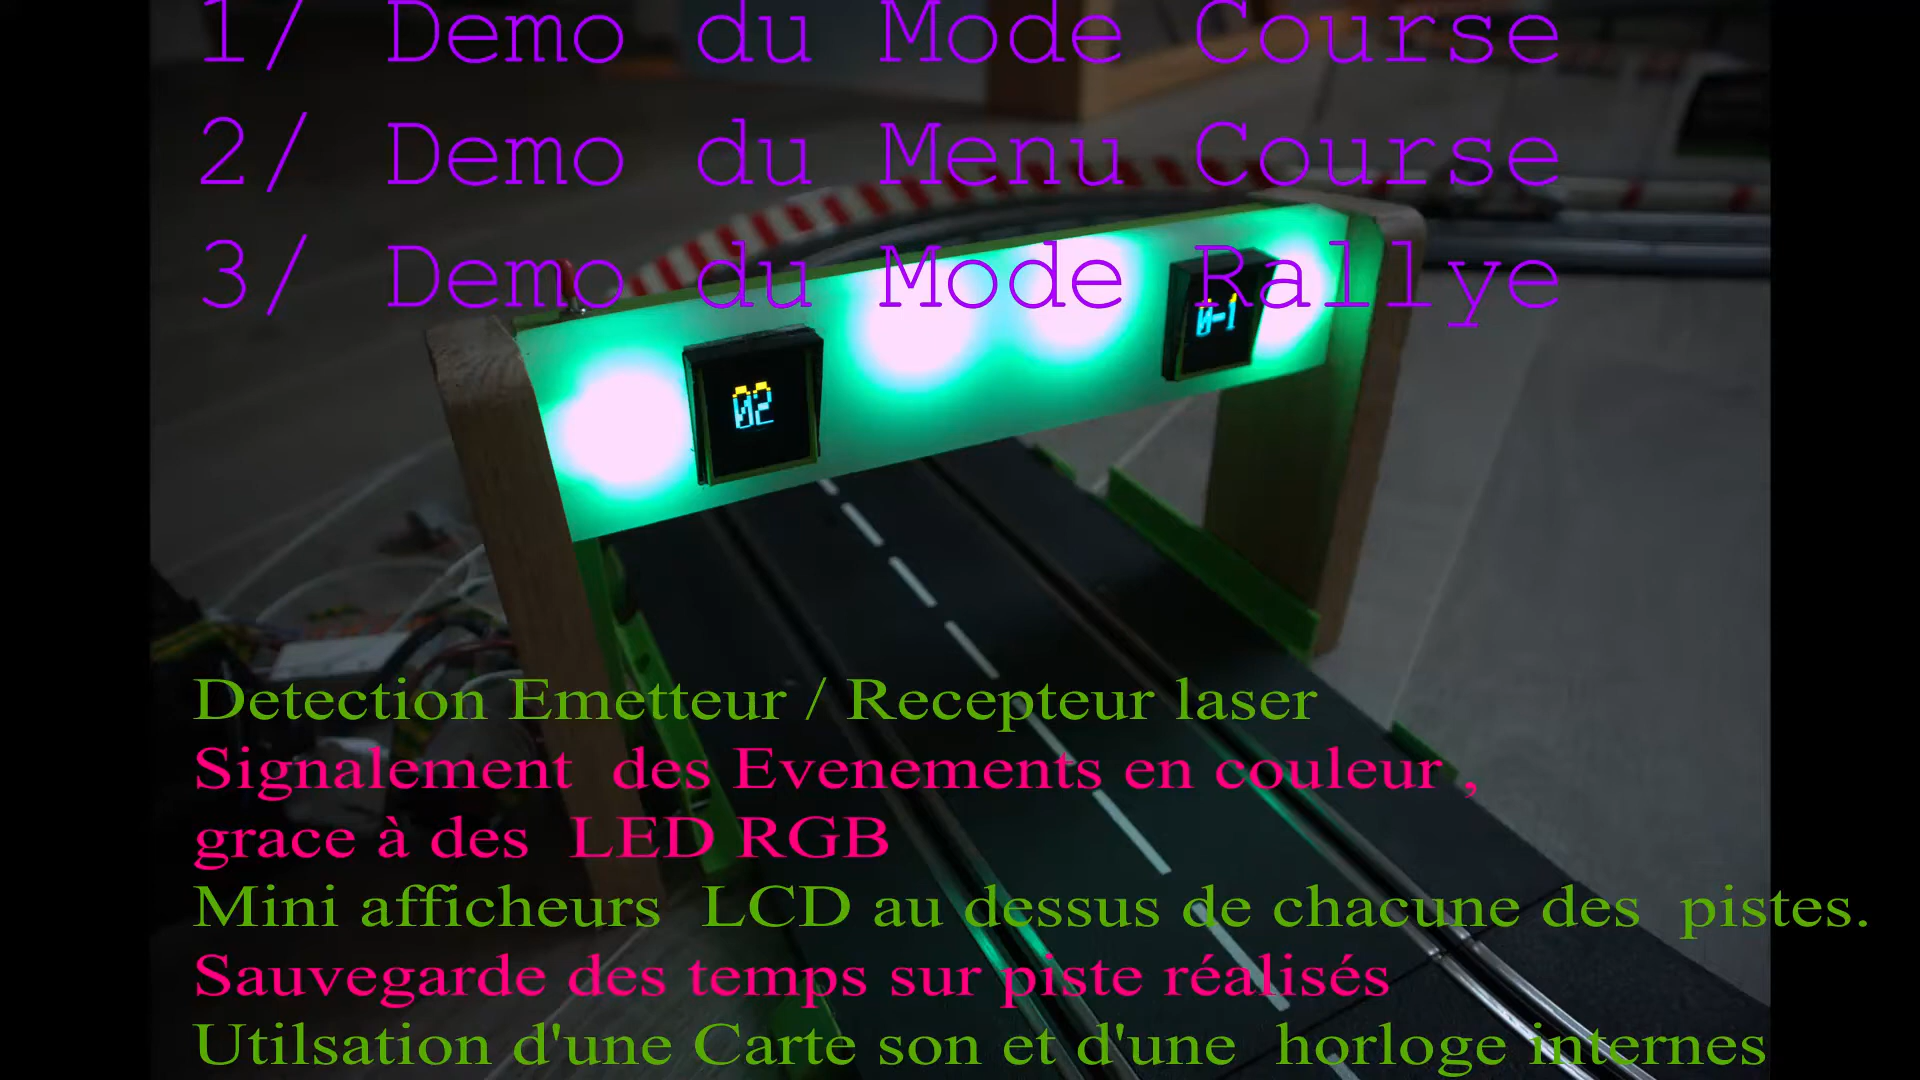 1/ Demo du Mode Course
2/ Demo du Menu Course
3/ Demo du Mode Rallye
0-1
02
Detection Emetteur / Recepteur laser
Signalement des Evenements en couleur ,
grace à des LED RGB
Mini afficheurs LCD au dessus de chacune des pistes.
Sauvegarde des temps sur piste réalisés
Utilsation d'une Carte son et d'une horloge internes